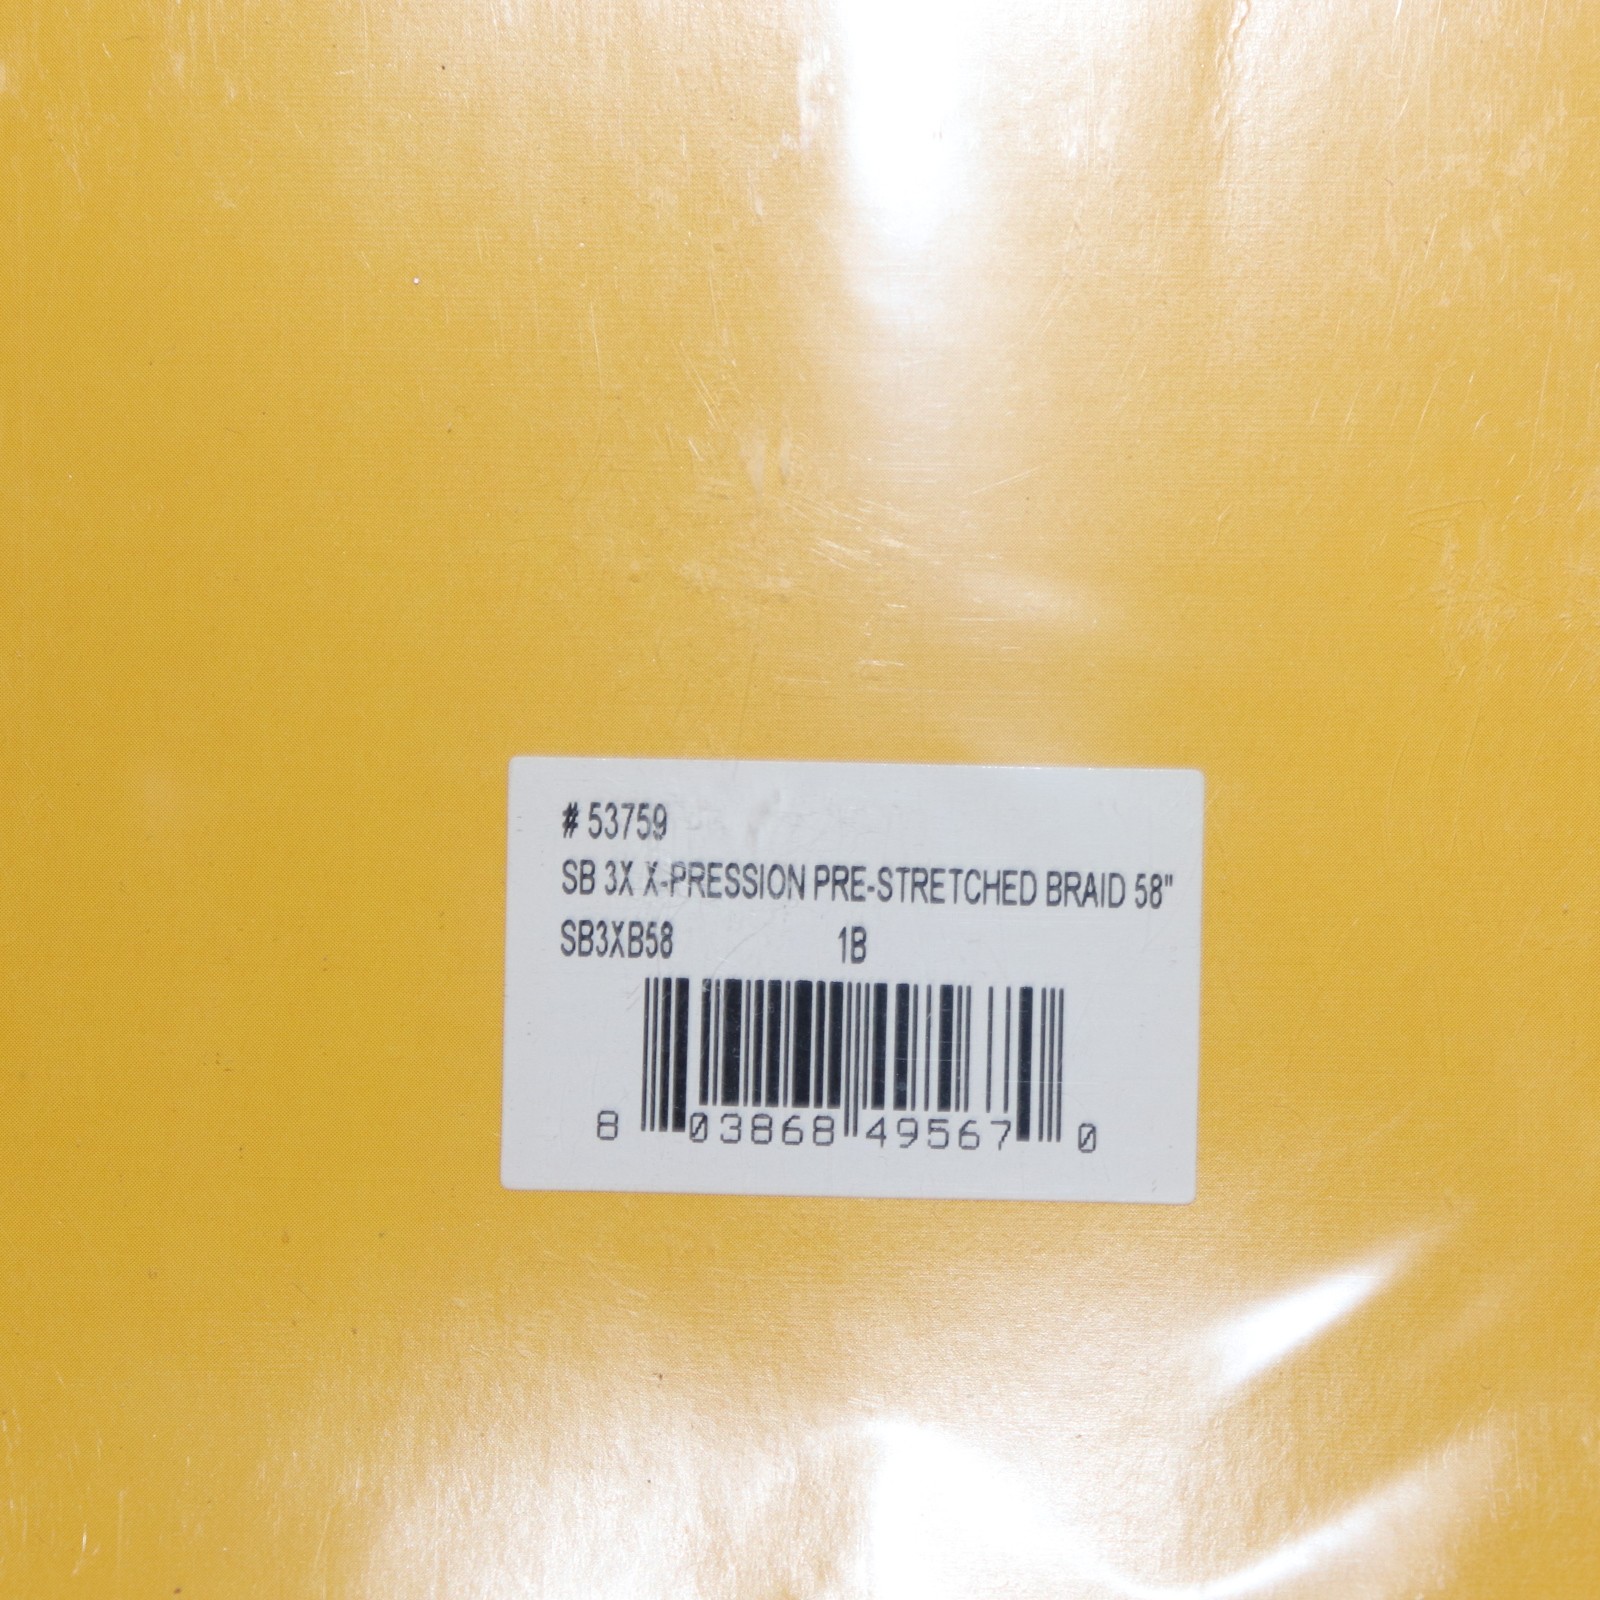 # 53759
SB 3X X-PRESSION PRE-STRETCHED BRAID 58"
SB3XB58 1B
8 03868 49567 0